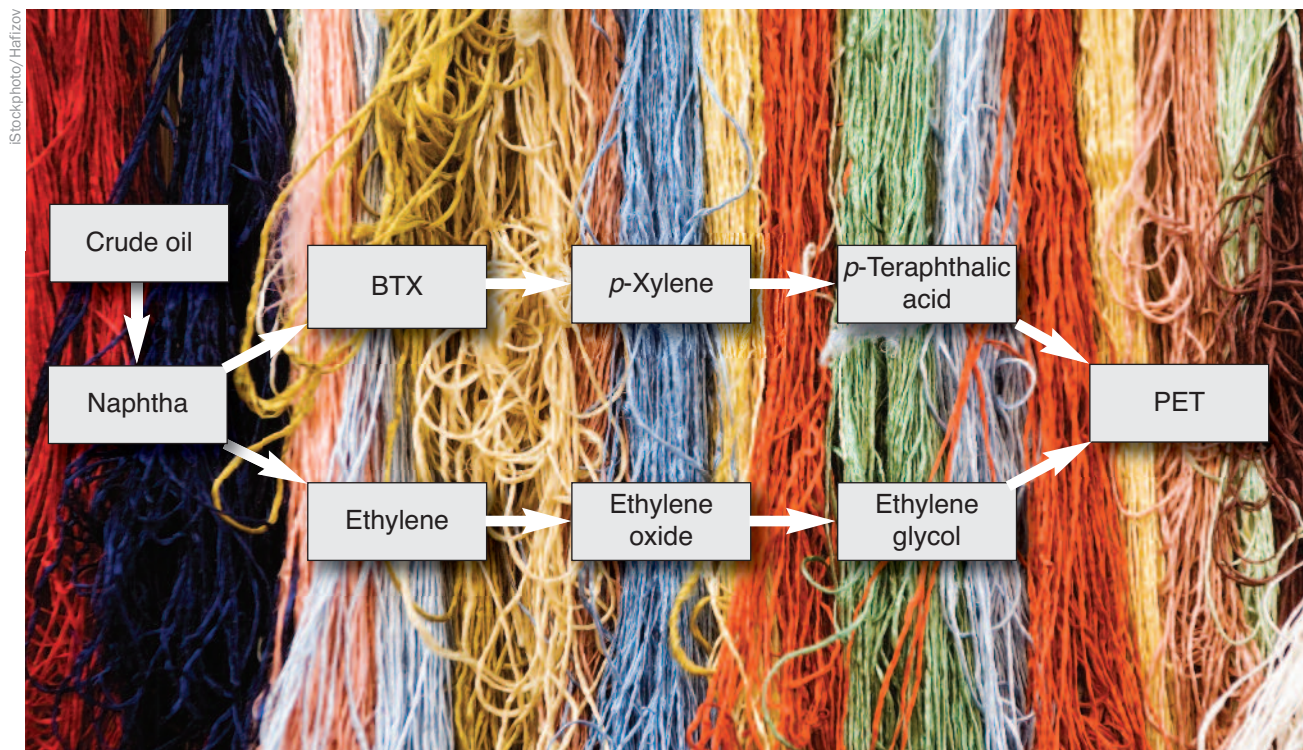 iStockphoto/Hafizov
Crude oil
Naphtha
BTX
p-Xylene
p-Teraphthalic
acid
Ethylene
Ethylene
oxide
Ethylene
glycol
PET